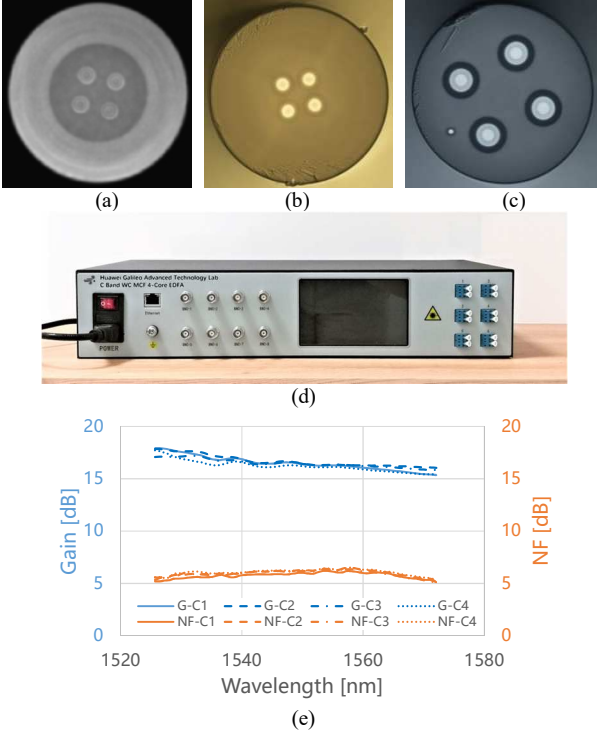 (a) (b) (c)
Huawei Galileo Advanced Technology Lab
C Band WC MCF 4-Core EDFA
Ethernet
POWER
(d)
20 20
15 15
10 10
5 5
0 0
Gain [dB]
NF [dB]
G-C1 G-C2 G-C3 G-C4
NF-C1 NF-C2 NF-C3 NF-C4
1520 1540 1560 1580
Wavelength [nm]
(e)